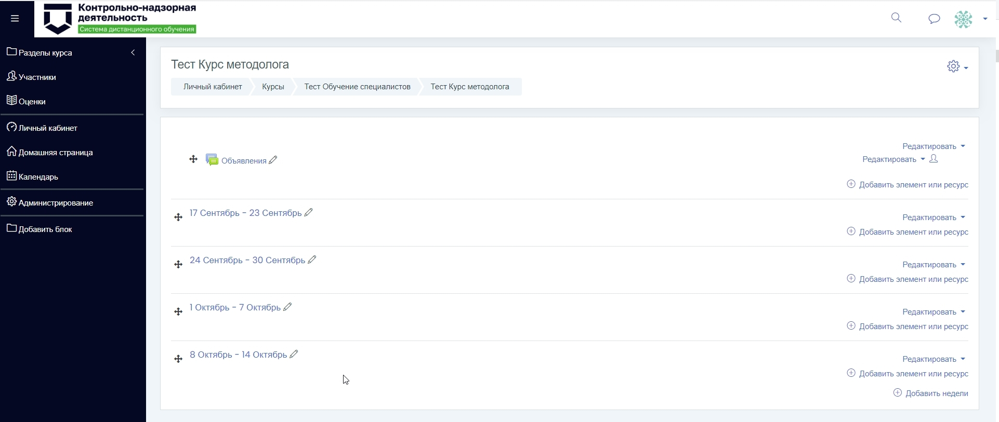 Контрольно-надзорная
деятельность
Система дистанционного обучения
Разделы курса
Участники
Оценки
Личный кабинет
Домашняя страница
Календарь
Администрирование
Добавить блок
Тест Курс методолога
Личный кабинет Курсы Тест Обучение специалистов Тест Курс методолога
Редактировать
Объявления Редактировать
Добавить элемент или ресурс
17 Сентябрь - 23 Сентябрь
Редактировать
Добавить элемент или ресурс
24 Сентябрь - 30 Сентябрь
Редактировать
Добавить элемент или ресурс
1 Октябрь - 7 Октябрь
Редактировать
Добавить элемент или ресурс
8 Октябрь - 14 Октябрь
Редактировать
Добавить элемент или ресурс
Добавить недели